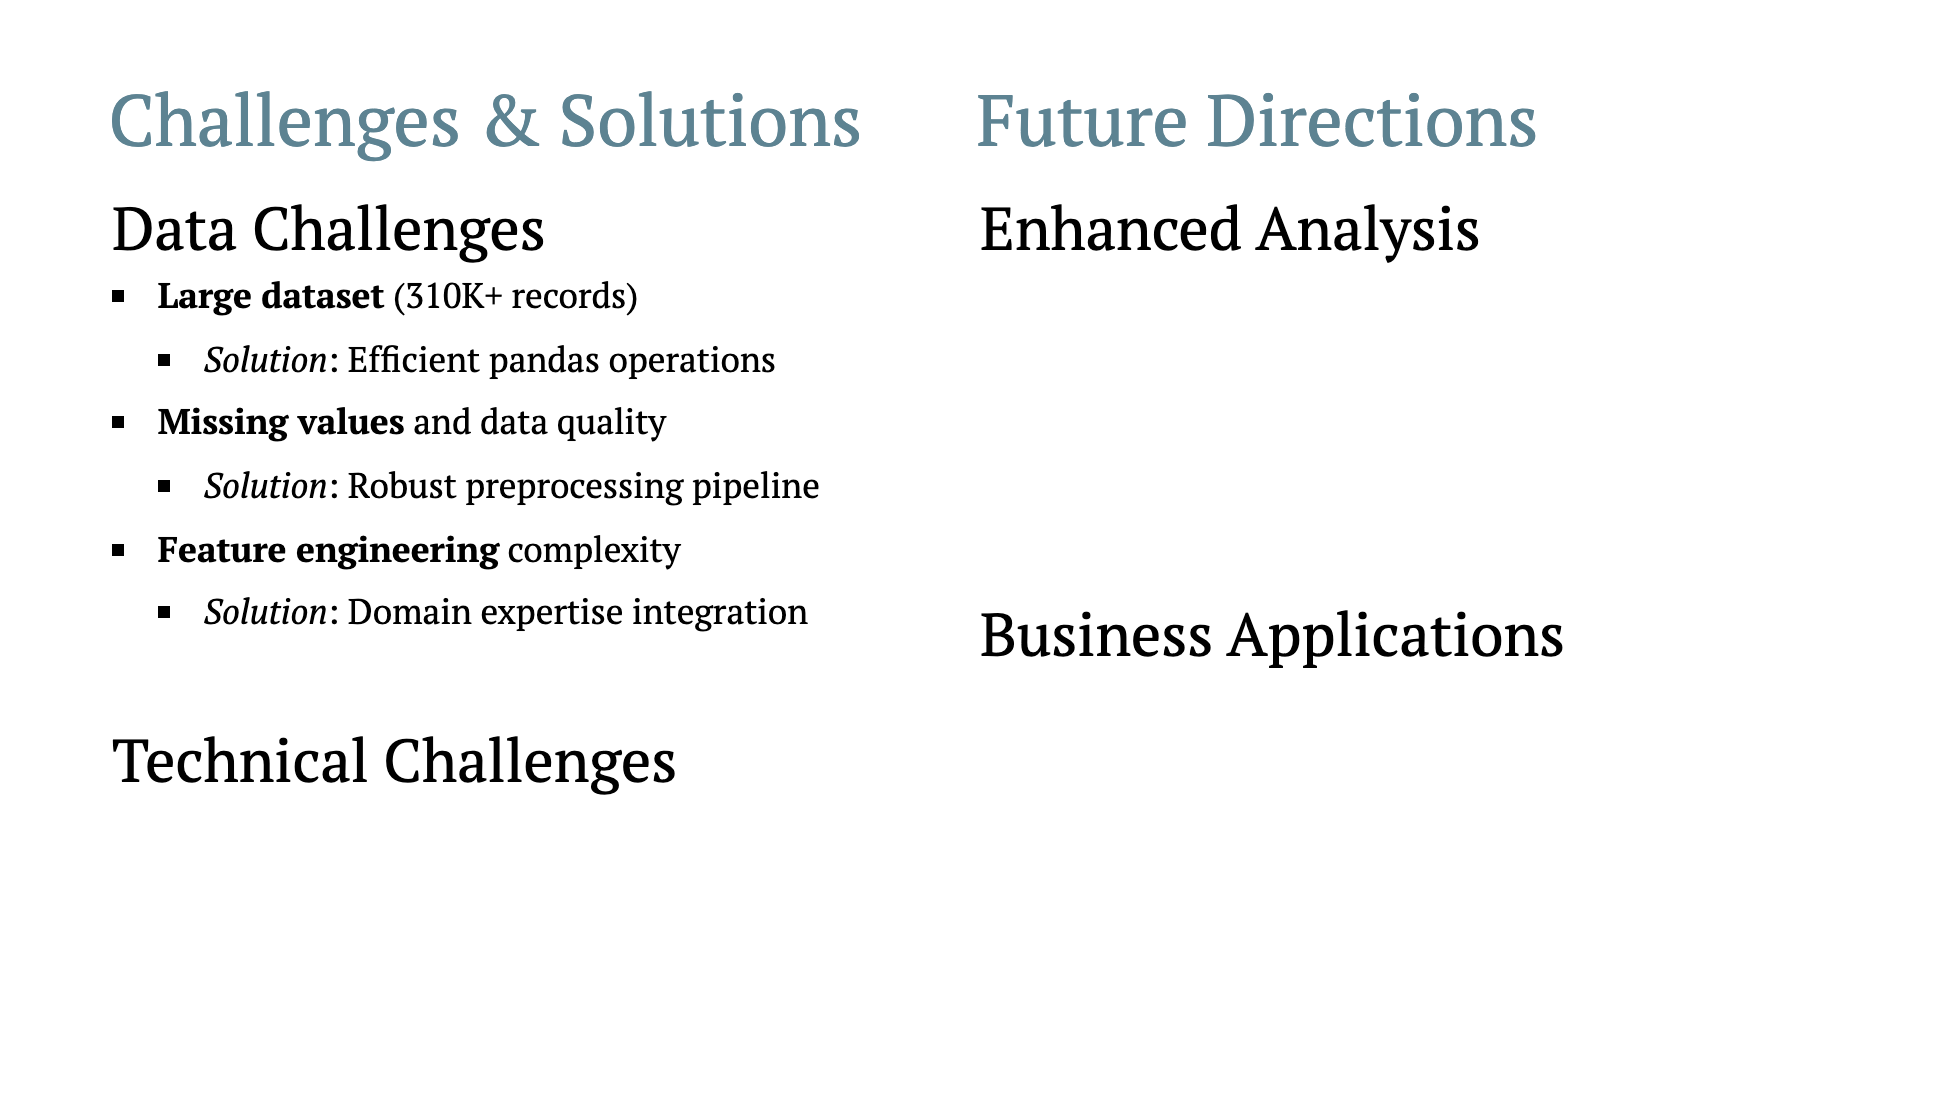 Challenges & Solutions
Data Challenges
Large dataset (310K+ records)
Solution: Efficient pandas operations
Missing values and data quality
Solution: Robust preprocessing pipeline
Feature engineering complexity
Solution: Domain expertise integration
Technical Challenges
Future Directions
Enhanced Analysis
Business Applications